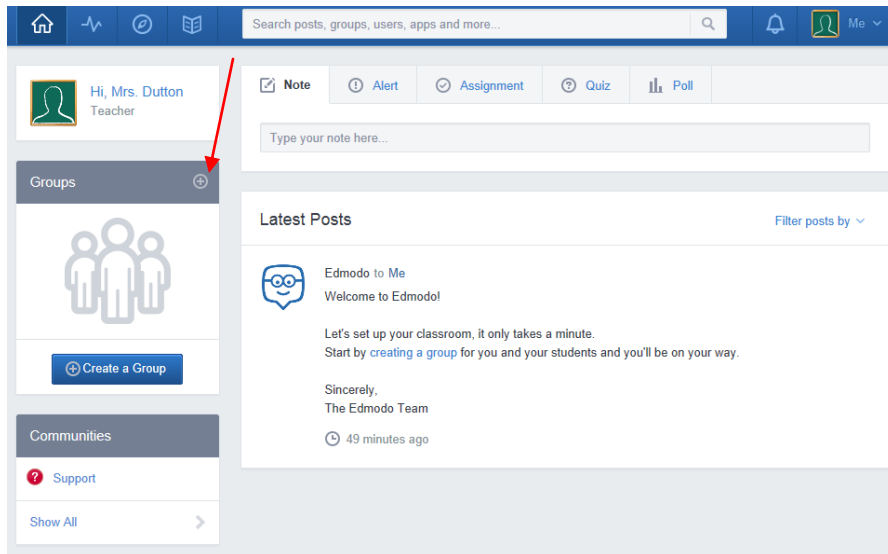 Search posts, groups, users, apps and more...
Me
Hi, Mrs. Dutton
Teacher
Groups
Create a Group
Communities
Support
Show All
Note
Alert
Assignment
Quiz
Poll
Type your note here...
Latest Posts
Filter posts by
Edmodo to Me
Welcome to Edmodo!
Let's set up your classroom, it only takes a minute.
Start by creating a group for you and your students and you'll be on your way.
Sincerely,
The Edmodo Team
49 minutes ago